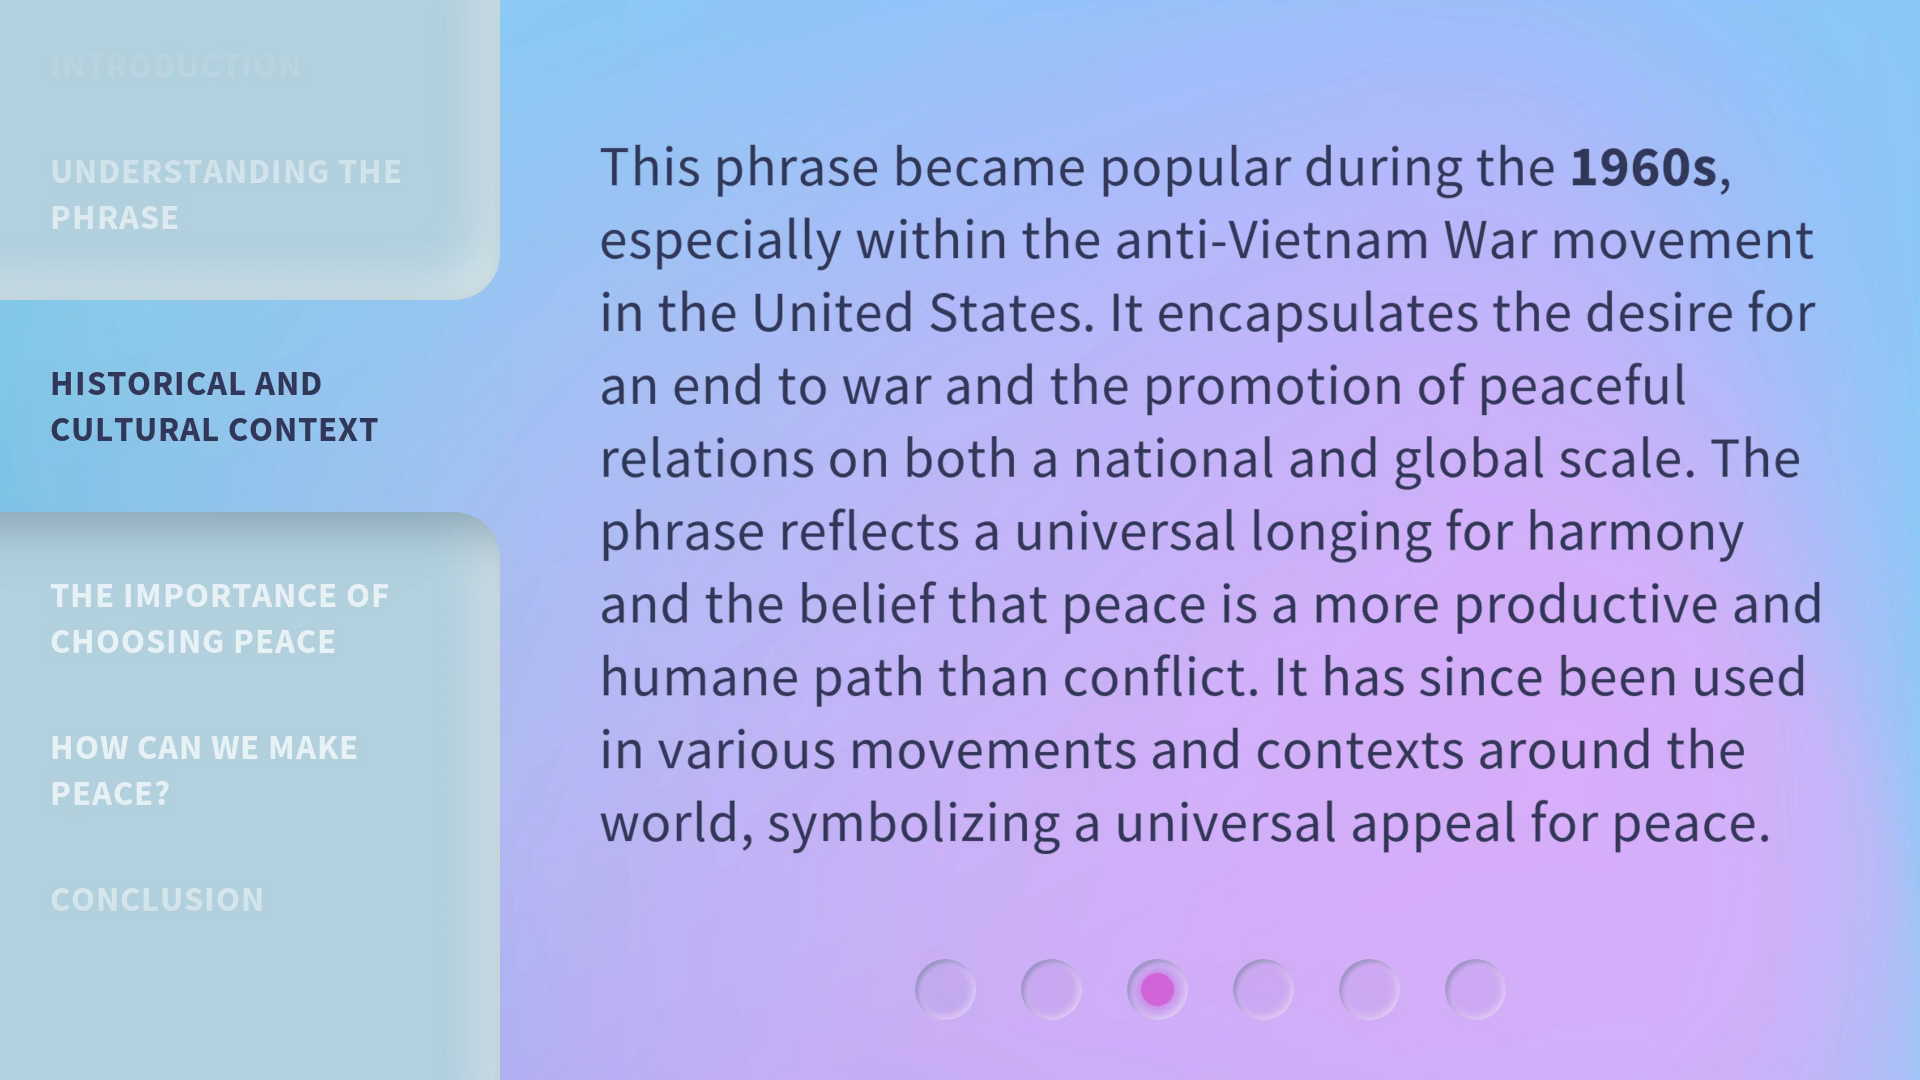 INTRODUCTION
UNDERSTANDING THE
PHRASE
HISTORICAL AND
CULTURAL CONTEXT
THE IMPORTANCE OF
CHOOSING PEACE
HOW CAN WE MAKE
PEACE?
CONCLUSION
This phrase became popular during the 1960s,
especially within the anti-Vietnam War movement
in the United States. It encapsulates the desire for
an end to war and the promotion of peaceful
relations on both a national and global scale. The
phrase reflects a universal longing for harmony
and the belief that peace is a more productive and
humane path than conflict. It has since been used
in various movements and contexts around the
world, symbolizing a universal appeal for peace.